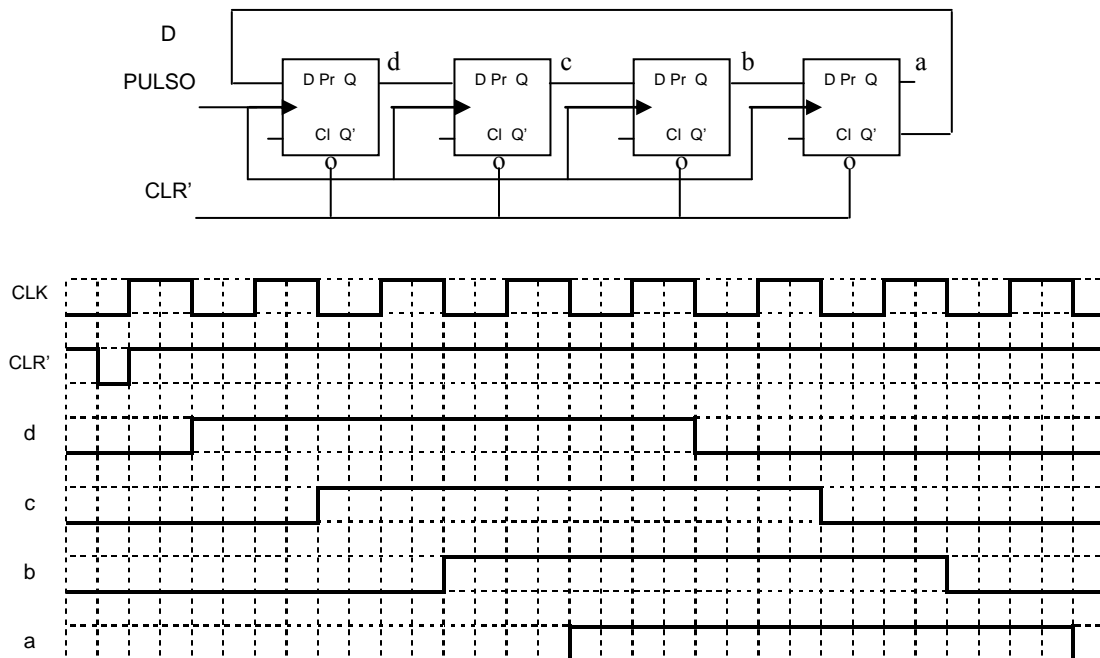 D
PULSO
d
c
b
a
D Pr Q
D Pr Q
D Pr Q
D Pr Q
Cl Q'
Cl Q'
Cl Q'
Cl Q'
CLR'
CLK
CLR'
d
c
b
a